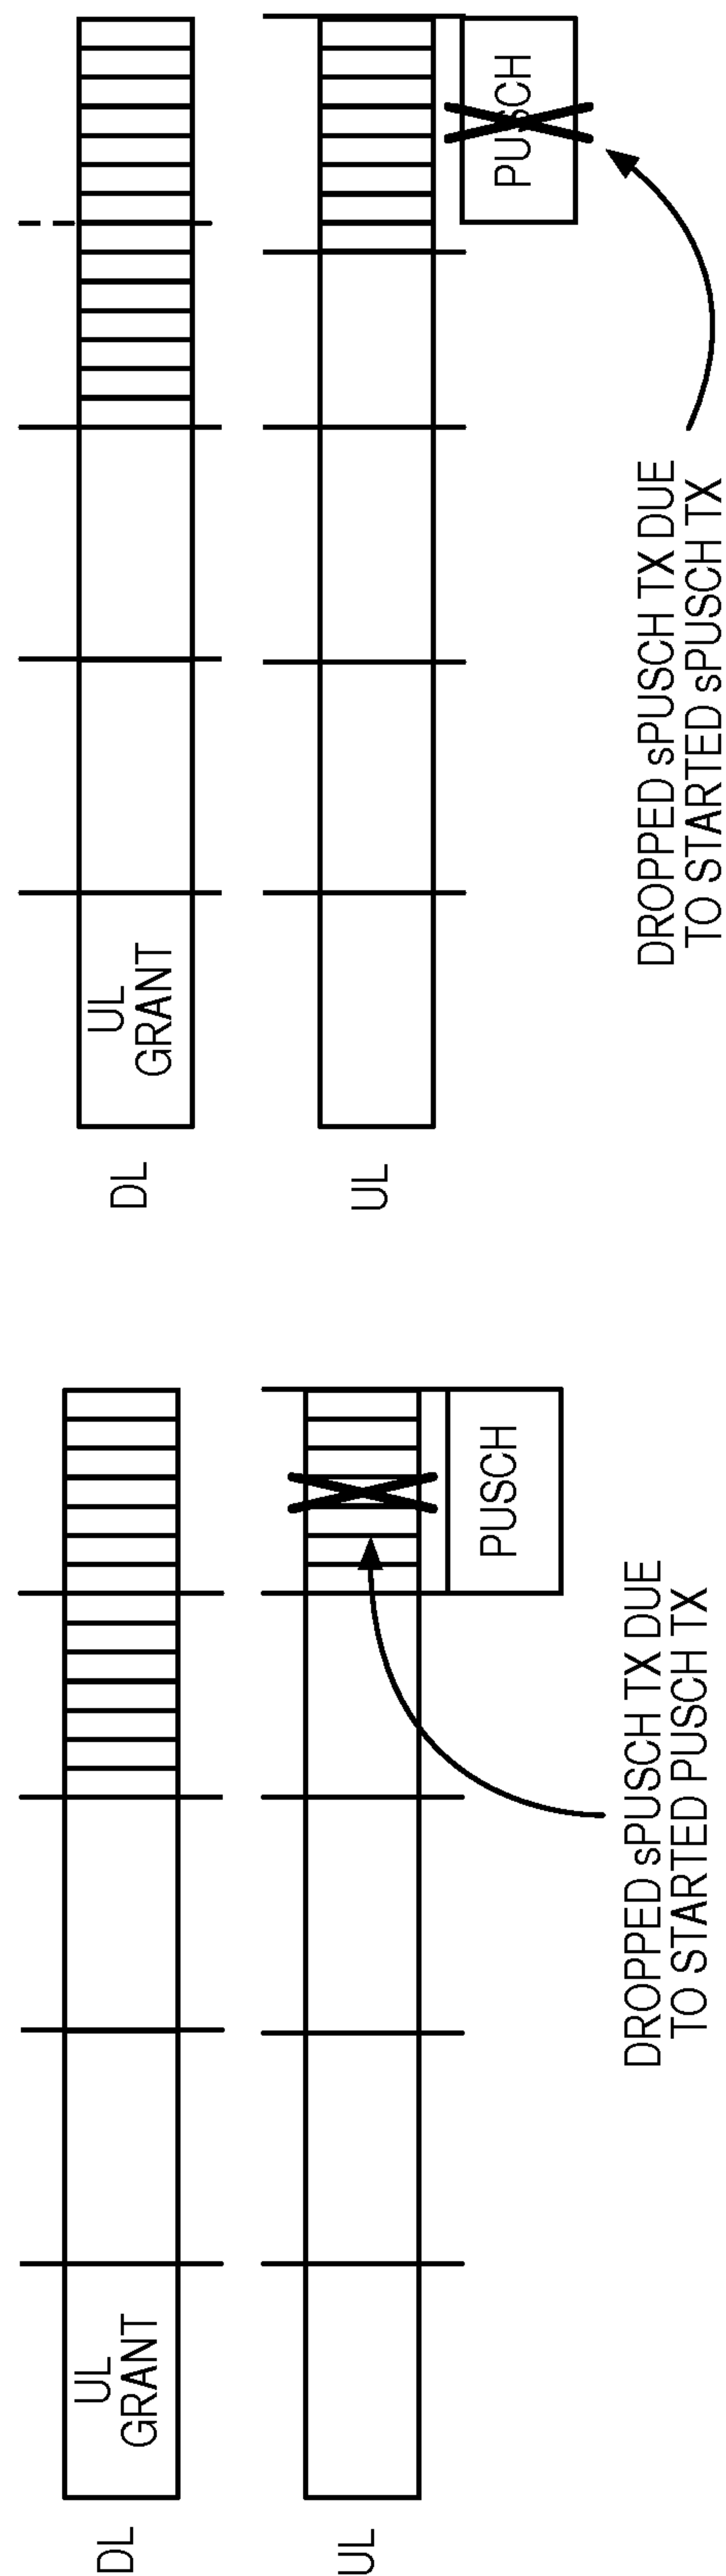 DL
UL
GRANT
UL
PUSCH
DROPPED sPUSCH TX DUE
TO STARTED PUSCH TX
DL
UL
GRANT
UL
PUSCH
DROPPED sPUSCH TX DUE
TO STARTED sPUSCH TX